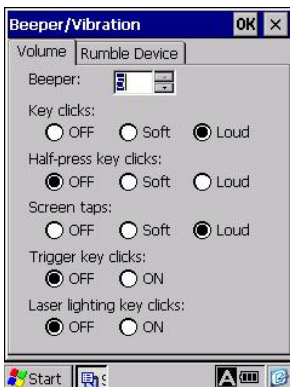 Beeper/Vibration OK
Volume Rumble Device
Beeper: 5
Key clicks:
OFF Soft Loud
Half-press key clicks:
OFF Soft Loud
Screen taps:
OFF Soft Loud
Trigger key clicks:
OFF ON
Laser lighting key clicks:
OFF ON
Start A